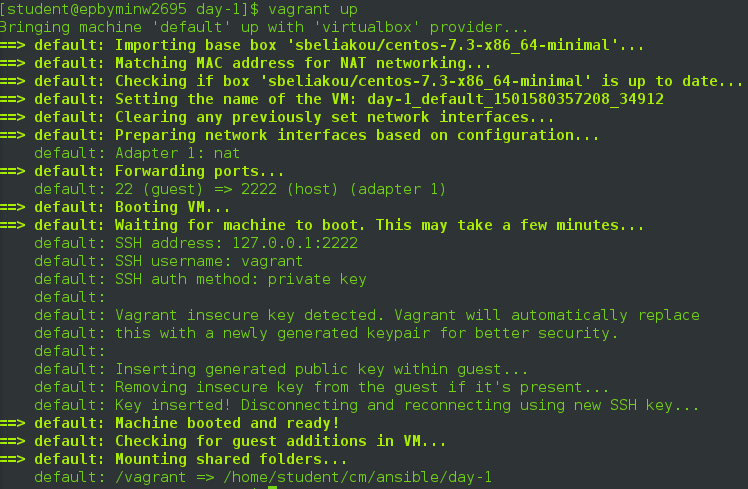 [student@epbyminw2695 day-1]$ vagrant up
Bringing machine 'default' up with 'virtualbox' provider...
==> default: Importing base box 'sbeliakou/centos-7.3-x86_64-minimal'...
==> default: Matching MAC address for NAT networking...
==> default: Checking if box 'sbeliakou/centos-7.3-x86_64-minimal' is up to date...
==> default: Setting the name of the VM: day-1_default_1501580357208_34912
==> default: Clearing any previously set network interfaces...
==> default: Preparing network interfaces based on configuration...
    default: Adapter 1: nat
==> default: Forwarding ports...
    default: 22 (guest) => 2222 (host) (adapter 1)
==> default: Booting VM...
==> default: Waiting for machine to boot. This may take a few minutes...
    default: SSH address: 127.0.0.1:2222
    default: SSH username: vagrant
    default: SSH auth method: private key
    default:
    default: Vagrant insecure key detected. Vagrant will automatically replace
    default: this with a newly generated keypair for better security.
    default:
    default: Inserting generated public key within guest...
    default: Removing insecure key from the guest if it's present...
    default: Key inserted! Disconnecting and reconnecting using new SSH key...
==> default: Machine booted and ready!
==> default: Checking for guest additions in VM...
==> default: Mounting shared folders...
    default: /vagrant => /home/student/cm/ansible/day-1